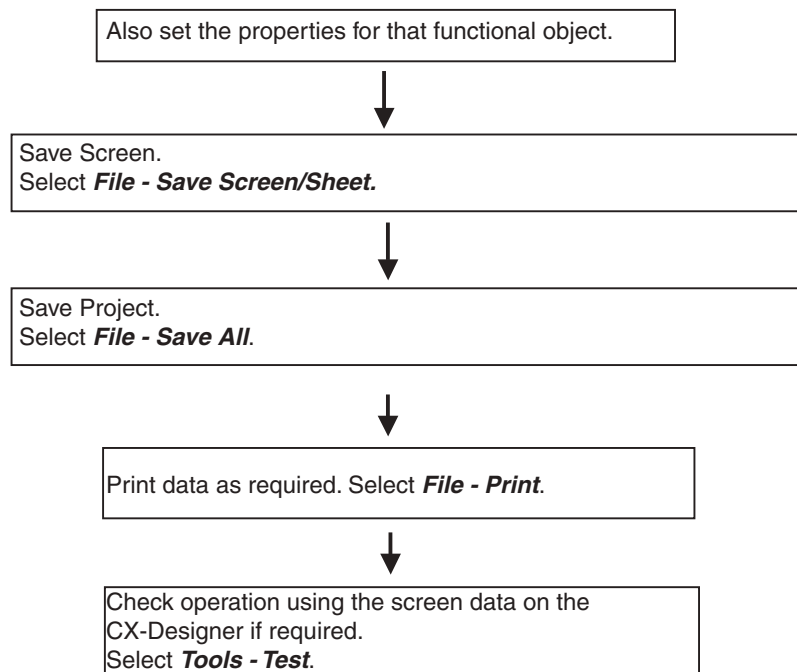 Also set the properties for that functional object.
Save Screen.
Select File - Save Screen/Sheet.
Save Project.
Select File - Save All.
Print data as required. Select File - Print.
Check operation using the screen data on the
CX-Designer if required.
Select Tools - Test.